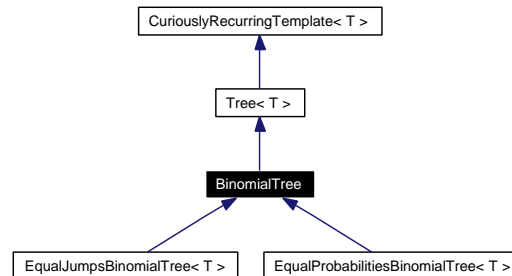 CuriouslyRecurringTemplate< T >
Tree< T >
BinomialTree
EqualJumpsBinomialTree< T >
EqualProbabilitiesBinomialTree< T >